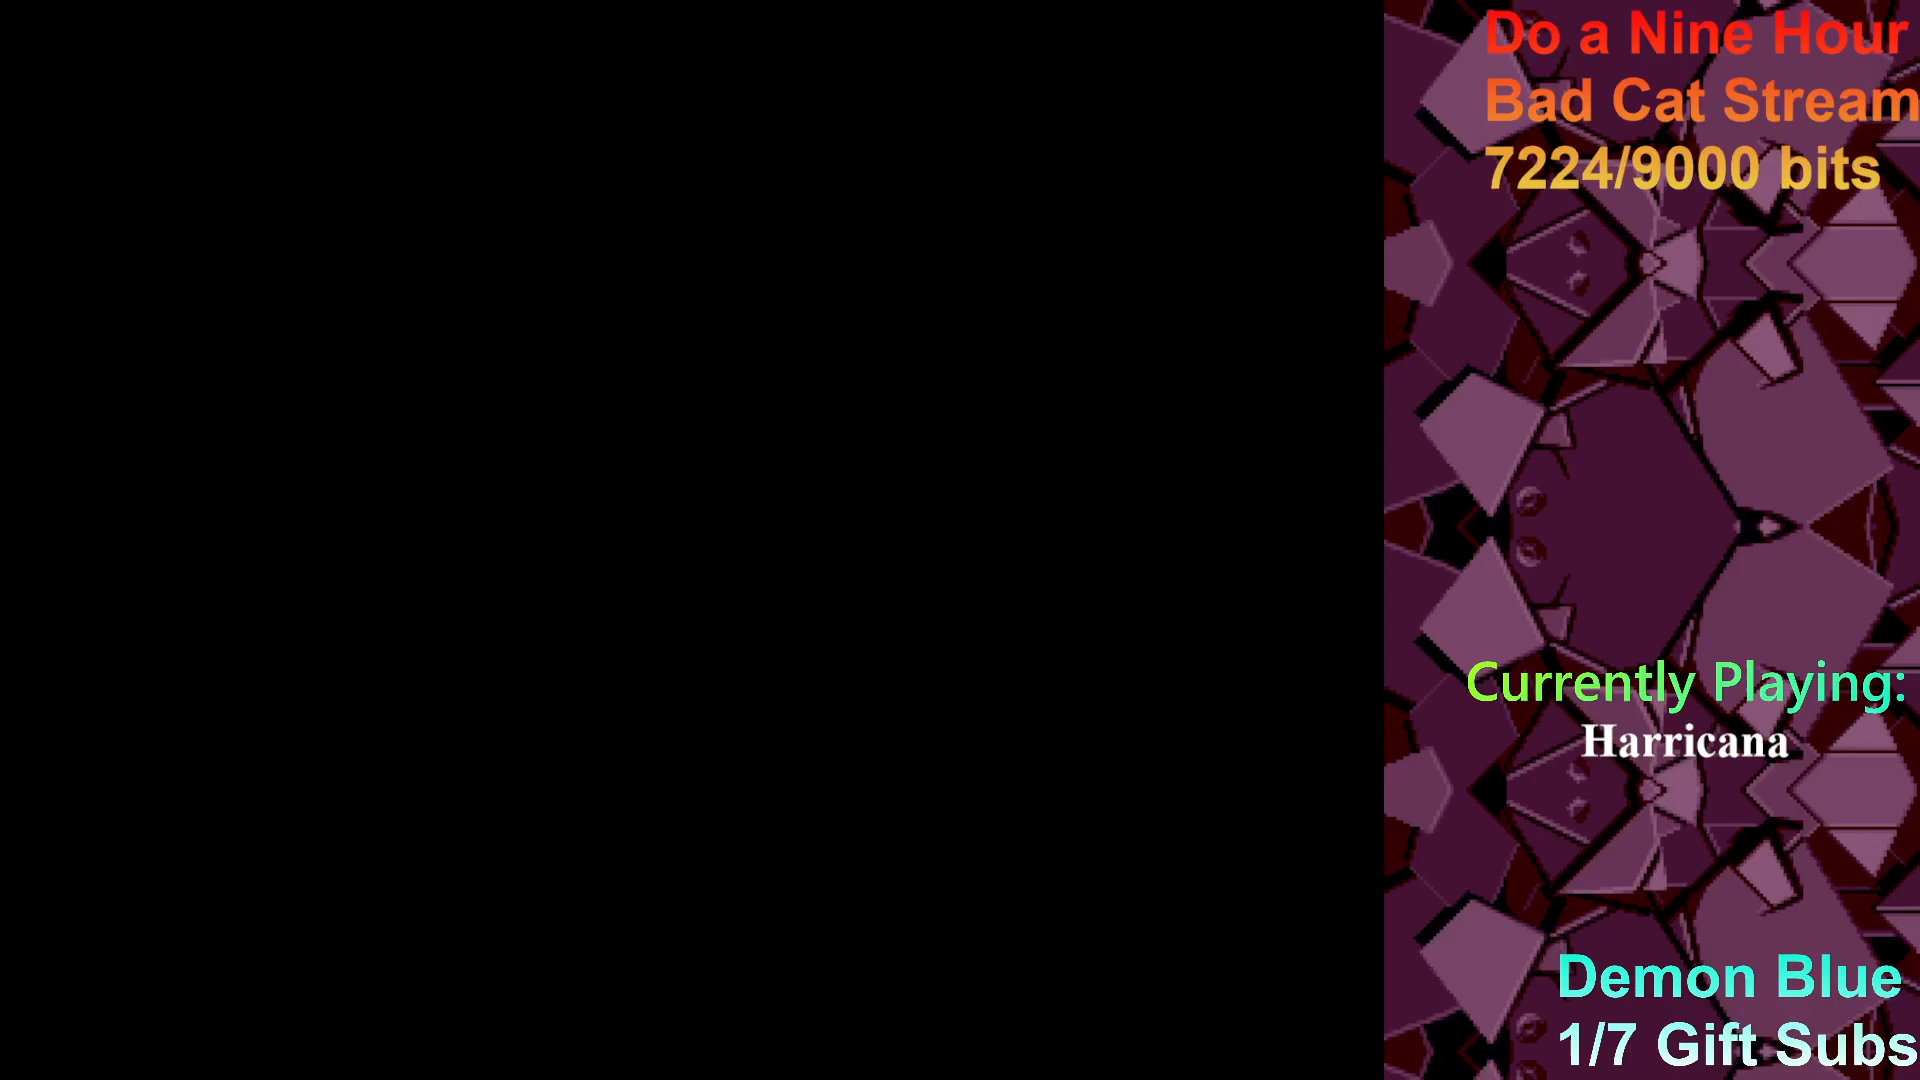 Do a Nine Hour
Bad Cat Stream
7224/9000 bits
Currently Playing:
Harricana
Demon Blue
1/7 Gift Subs